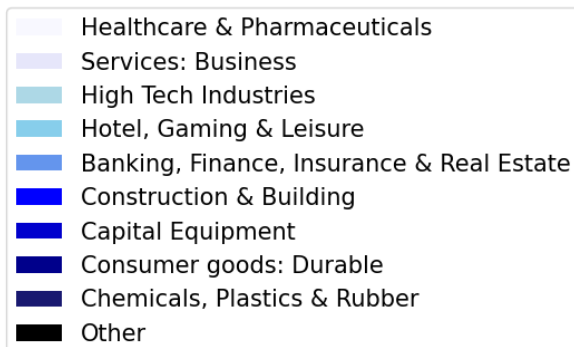 Healthcare & Pharmaceuticals
Services: Business
High Tech Industries
Hotel, Gaming & Leisure
Banking, Finance, Insurance & Real Estate
Construction & Building
Capital Equipment
Consumer goods: Durable
Chemicals, Plastics & Rubber
Other